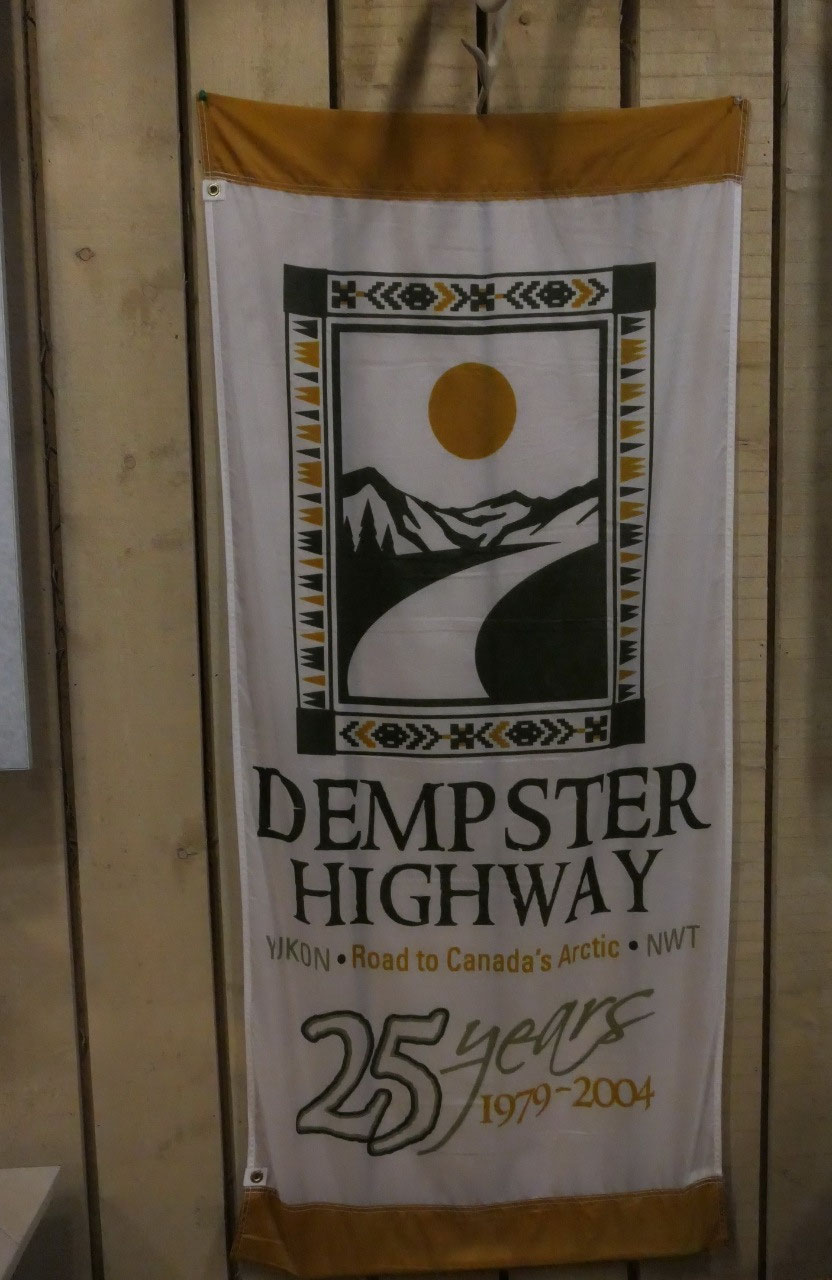 DEMPSTER
HIGHWAY
YUKON • Road to Canada's Arctic • NWT
25 years
1979-2004